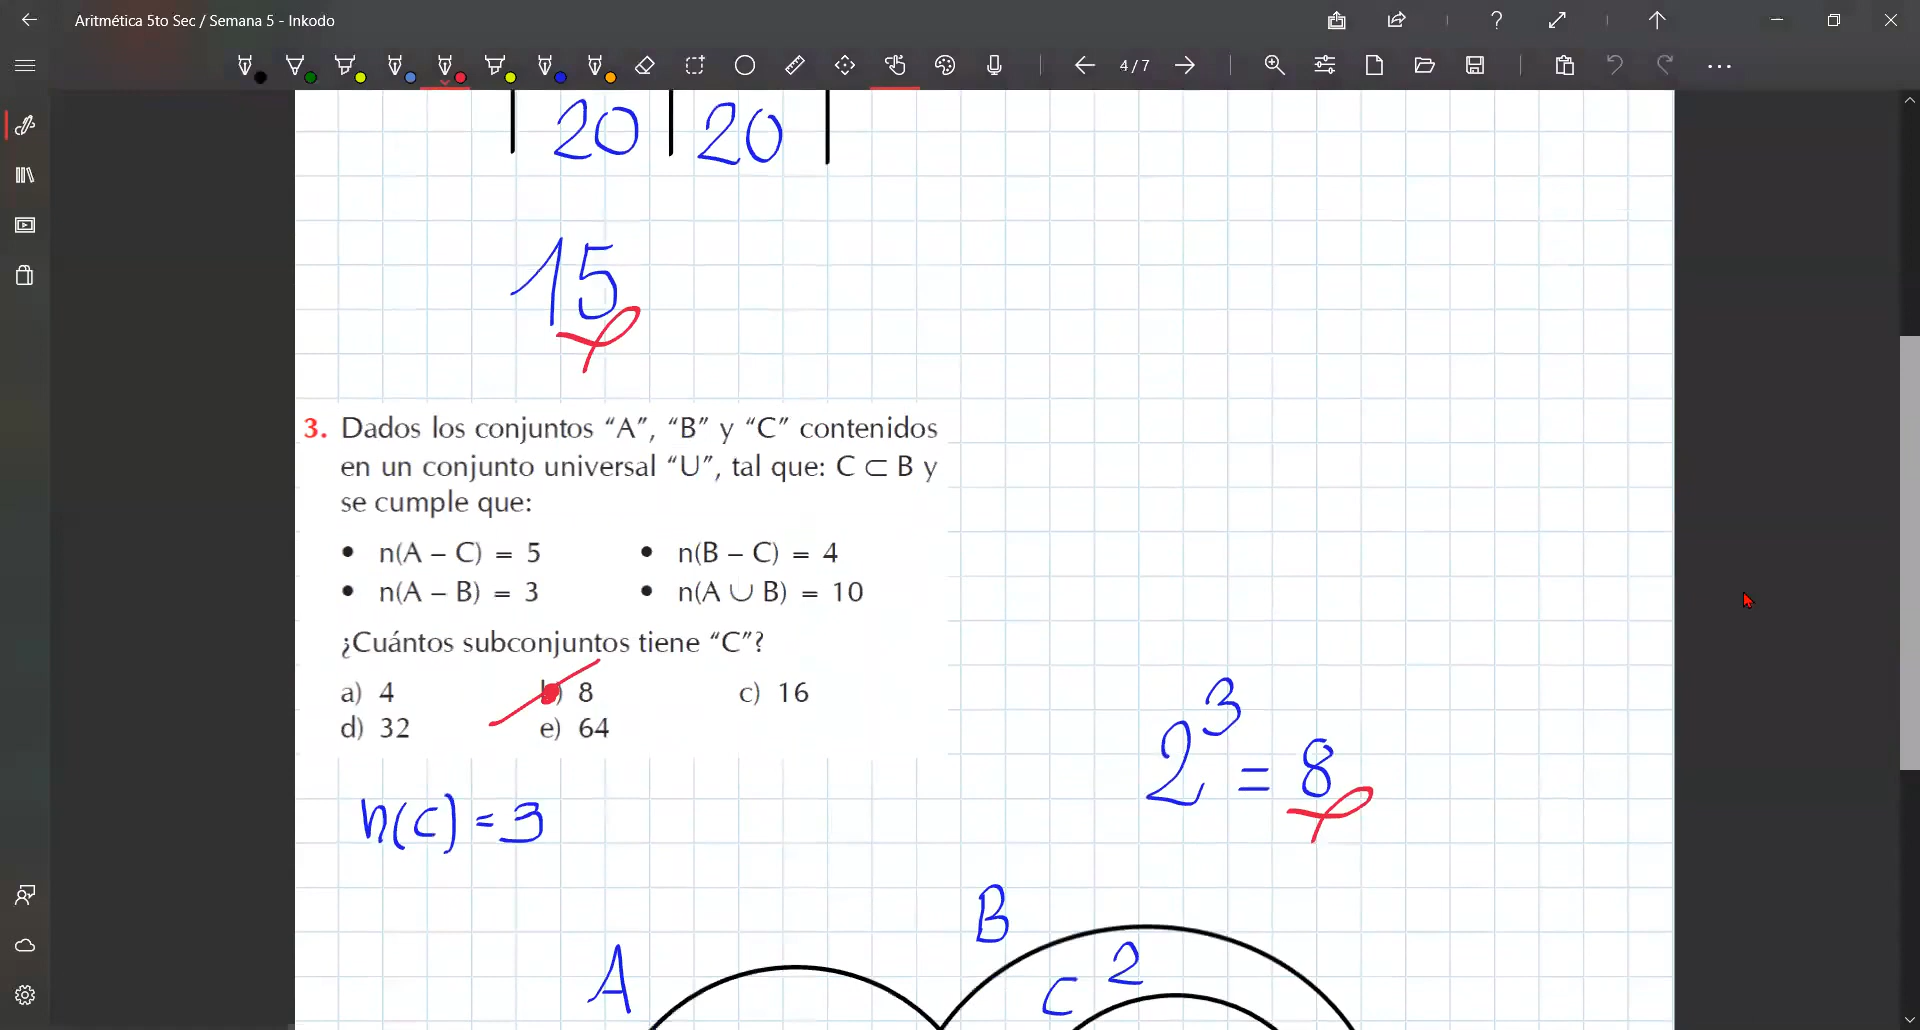 Aritmética 5to Sec / Semana 5 - Inkodo
4 / 7
20 20
15
3. Dados los conjuntos “A”, “B” y “C” contenidos
en un conjunto universal “U”, tal que: C ⊂ B y
se cumple que:
• n(A – C) = 5 • n(B – C) = 4
• n(A – B) = 3 • n(A ∪ B) = 10
¿Cuántos subconjuntos tiene “C”?
a) 4 b) 8 c) 16
d) 32 e) 64
2³ = 8
n(C) = 3
B
A C 2